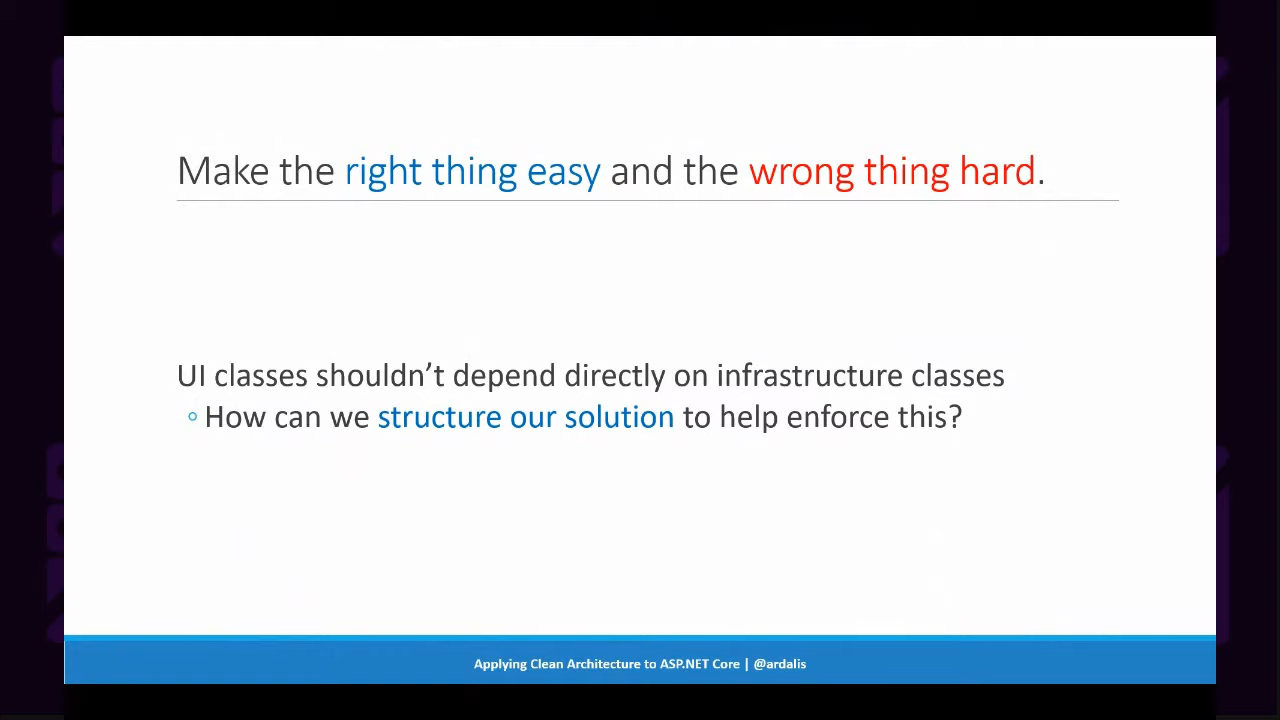 Make the right thing easy and the wrong thing hard.
UI classes shouldn’t depend directly on infrastructure classes
◦ How can we structure our solution to help enforce this?
Applying Clean Architecture to ASP.NET Core | @ardalis